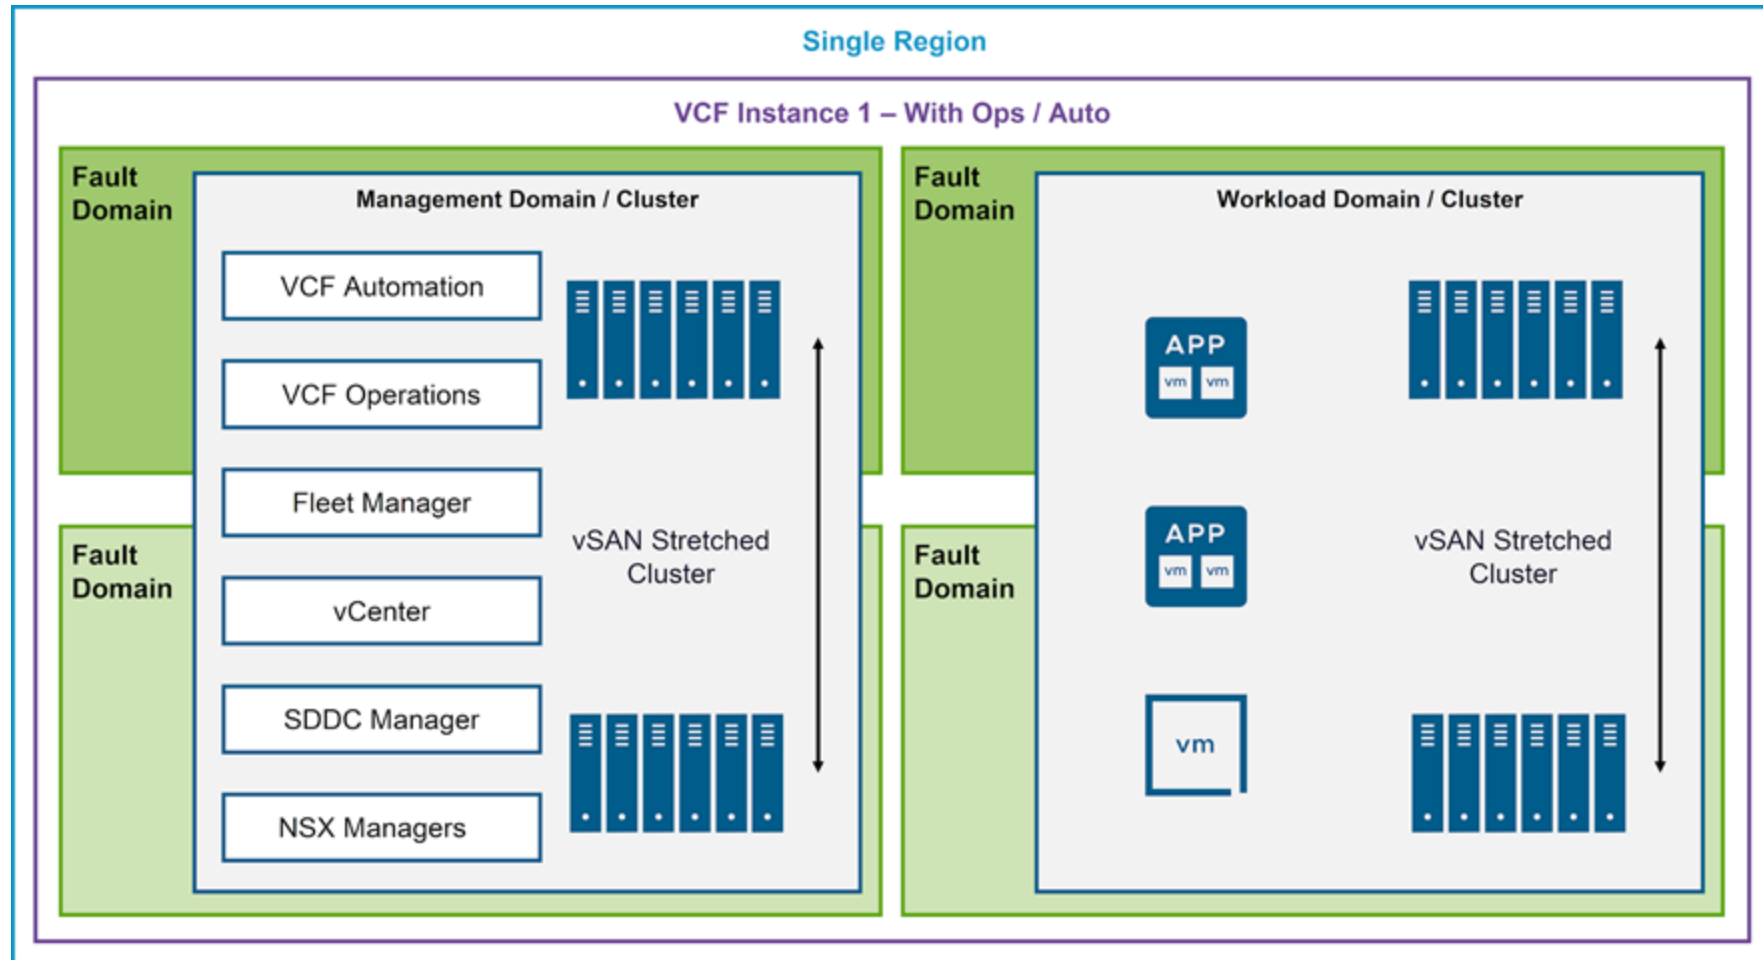 Single Region
VCF Instance 1 – With Ops / Auto
Fault
Domain
Management Domain / Cluster
VCF Automation
VCF Operations
Fleet Manager
vSAN Stretched
Cluster
Fault
Domain
vCenter
SDDC Manager
NSX Managers
Fault
Domain
Workload Domain / Cluster
APP
vm vm
APP
vm vm
vSAN Stretched
Cluster
Fault
Domain
vm